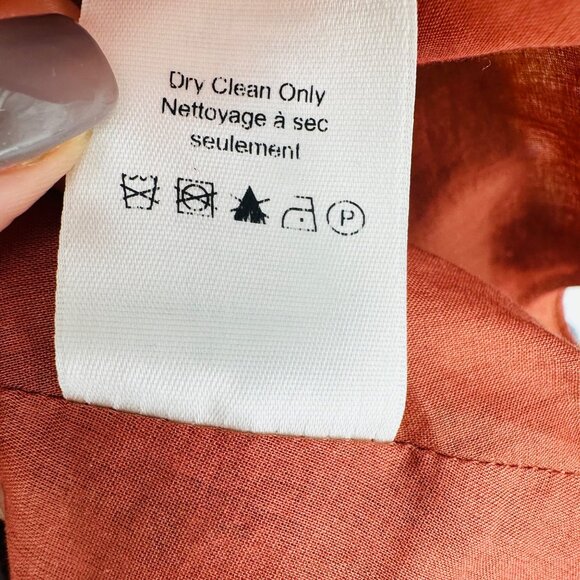 Dry Clean Only
Nettoyage à sec
seulement
P